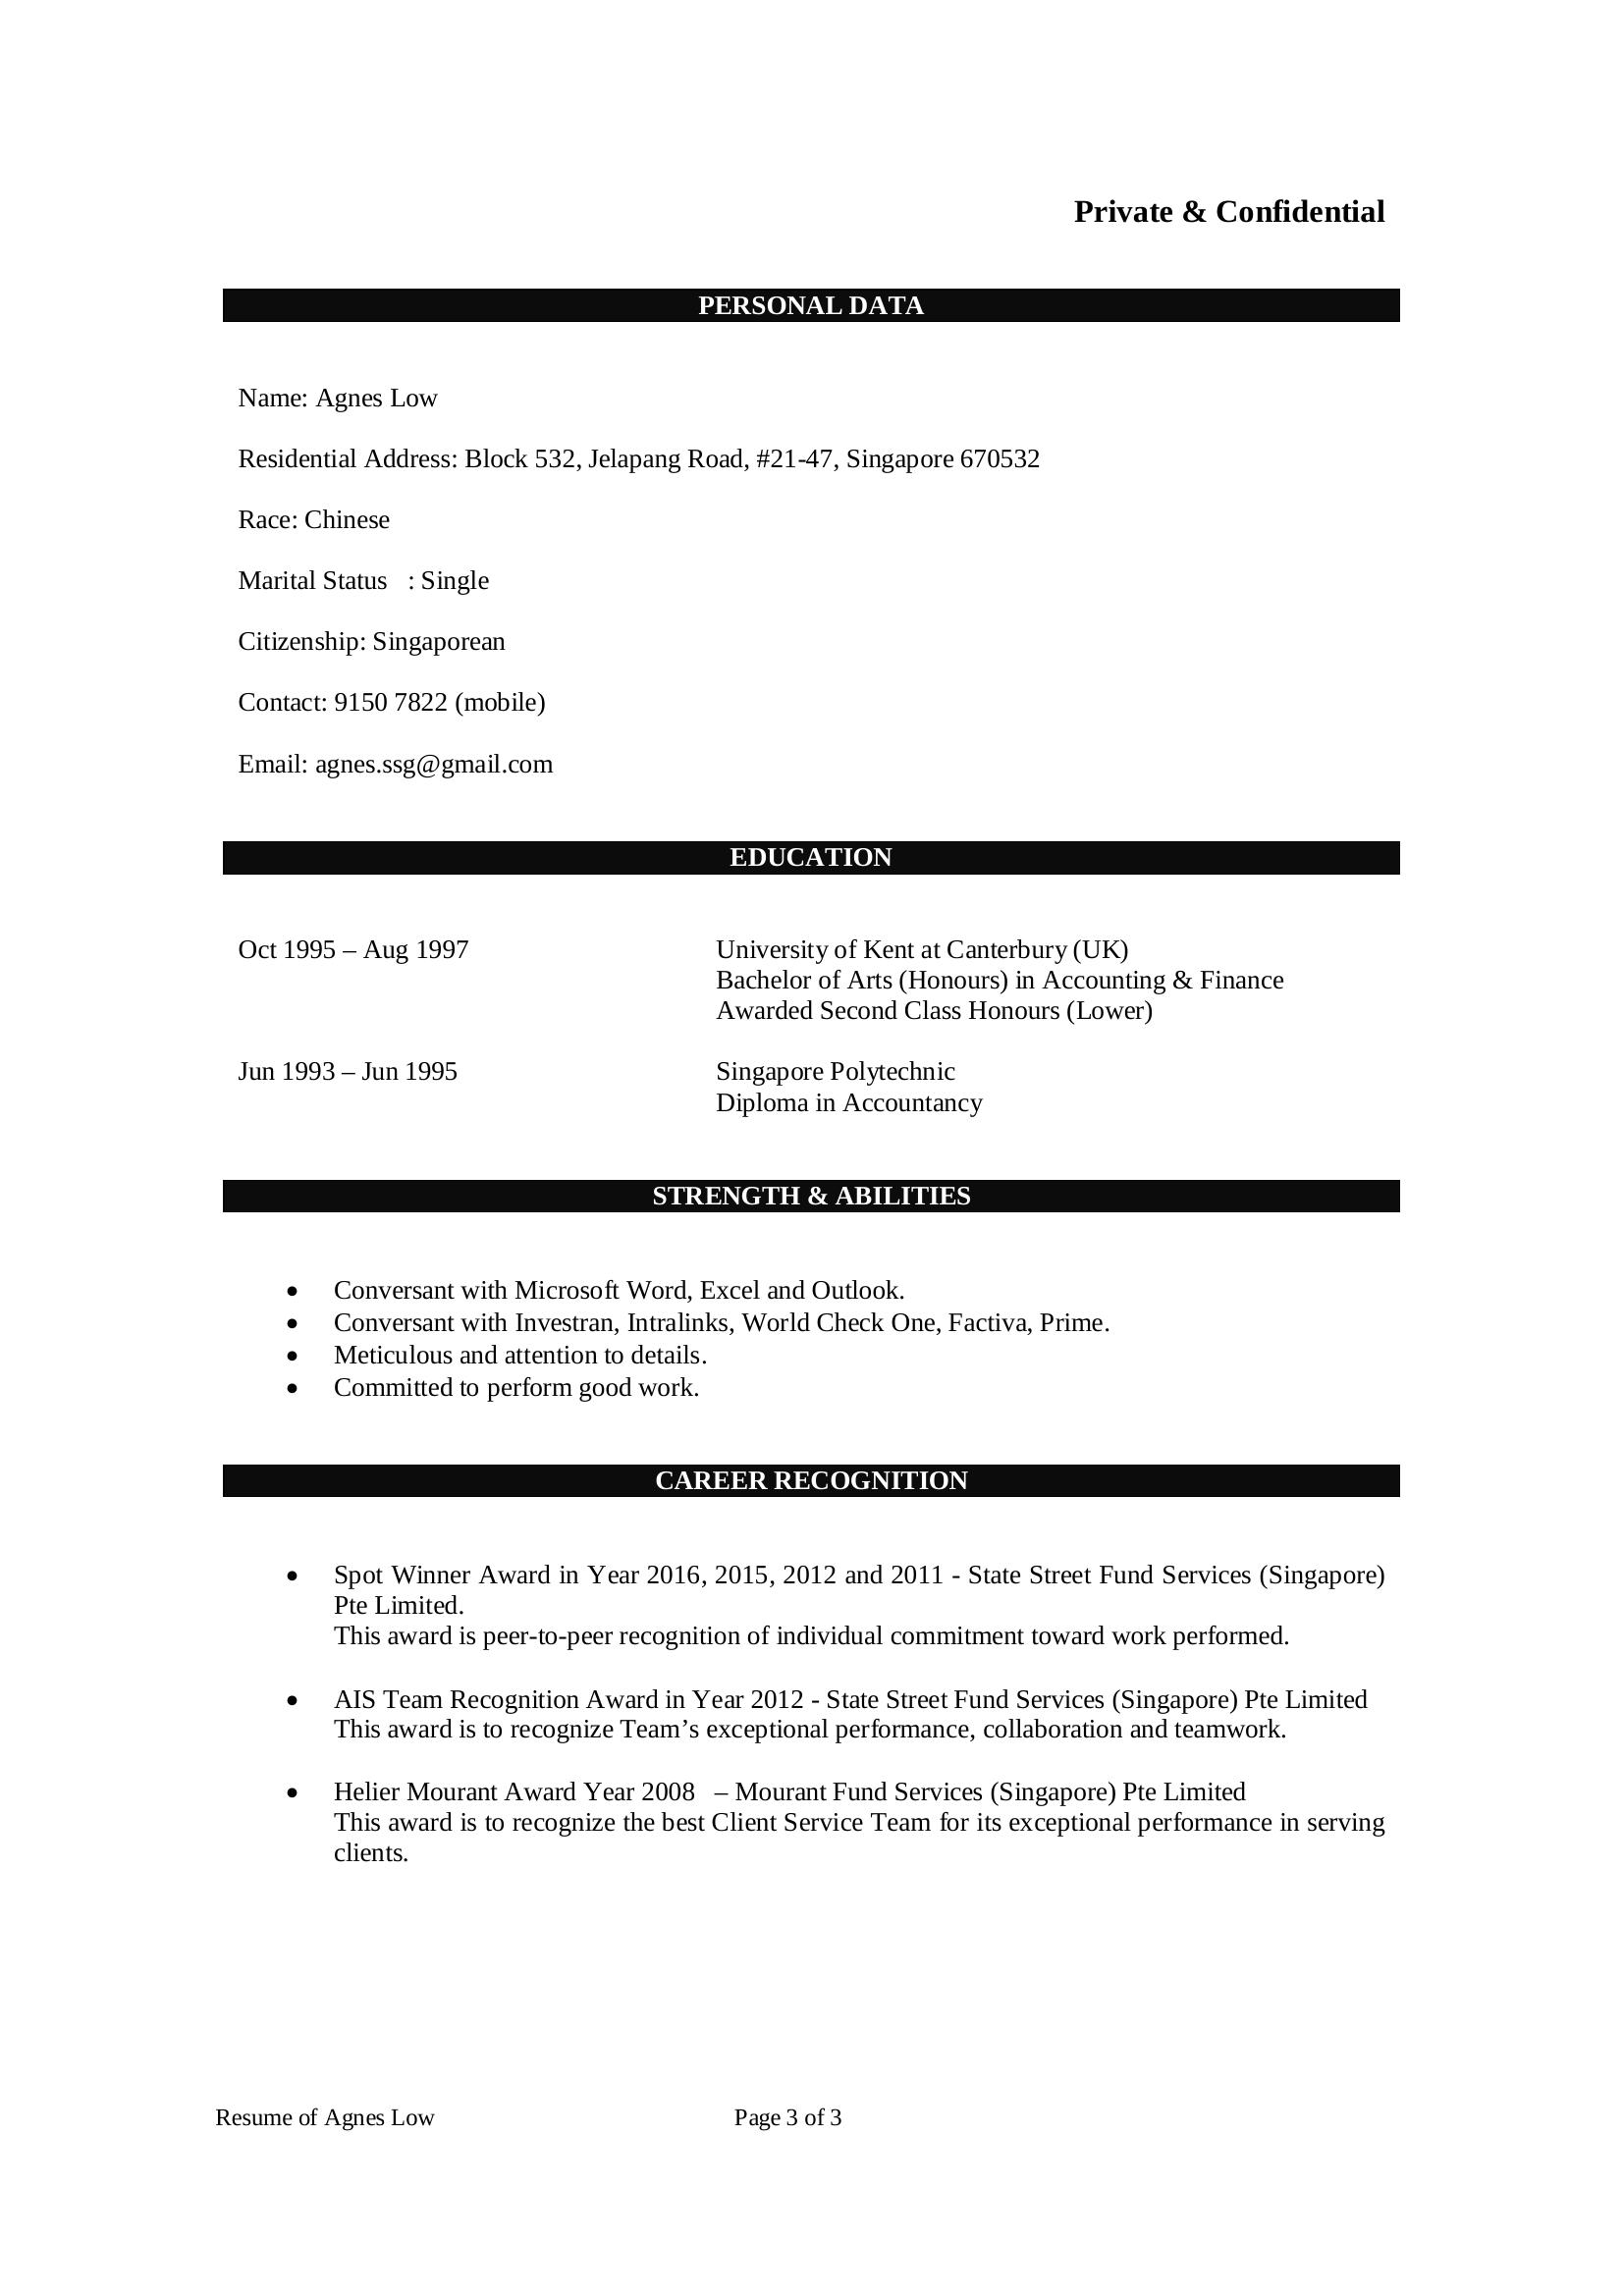 Private & Confidential
PERSONAL DATA
Name: Agnes Low
Residential Address: Block 532, Jelapang Road, #21-47, Singapore 670532
Race: Chinese
Marital Status   : Single
Citizenship: Singaporean
Contact: 9150 7822 (mobile)
Email: agnes.ssg@gmail.com
EDUCATION
Oct 1995 – Aug 1997 University of Kent at Canterbury (UK)
Bachelor of Arts (Honours) in Accounting & Finance
Awarded Second Class Honours (Lower)
Jun 1993 – Jun 1995 Singapore Polytechnic
Diploma in Accountancy
STRENGTH & ABILITIES
• Conversant with Microsoft Word, Excel and Outlook.
• Conversant with Investran, Intralinks, World Check One, Factiva, Prime.
• Meticulous and attention to details.
• Committed to perform good work.
CAREER RECOGNITION
• Spot Winner Award in Year 2016, 2015, 2012 and 2011 - State Street Fund Services (Singapore)
Pte Limited.
This award is peer-to-peer recognition of individual commitment toward work performed.
• AIS Team Recognition Award in Year 2012 - State Street Fund Services (Singapore) Pte Limited
This award is to recognize Team’s exceptional performance, collaboration and teamwork.
• Helier Mourant Award Year 2008   – Mourant Fund Services (Singapore) Pte Limited
This award is to recognize the best Client Service Team for its exceptional performance in serving
clients.
Resume of Agnes Low Page 3 of 3